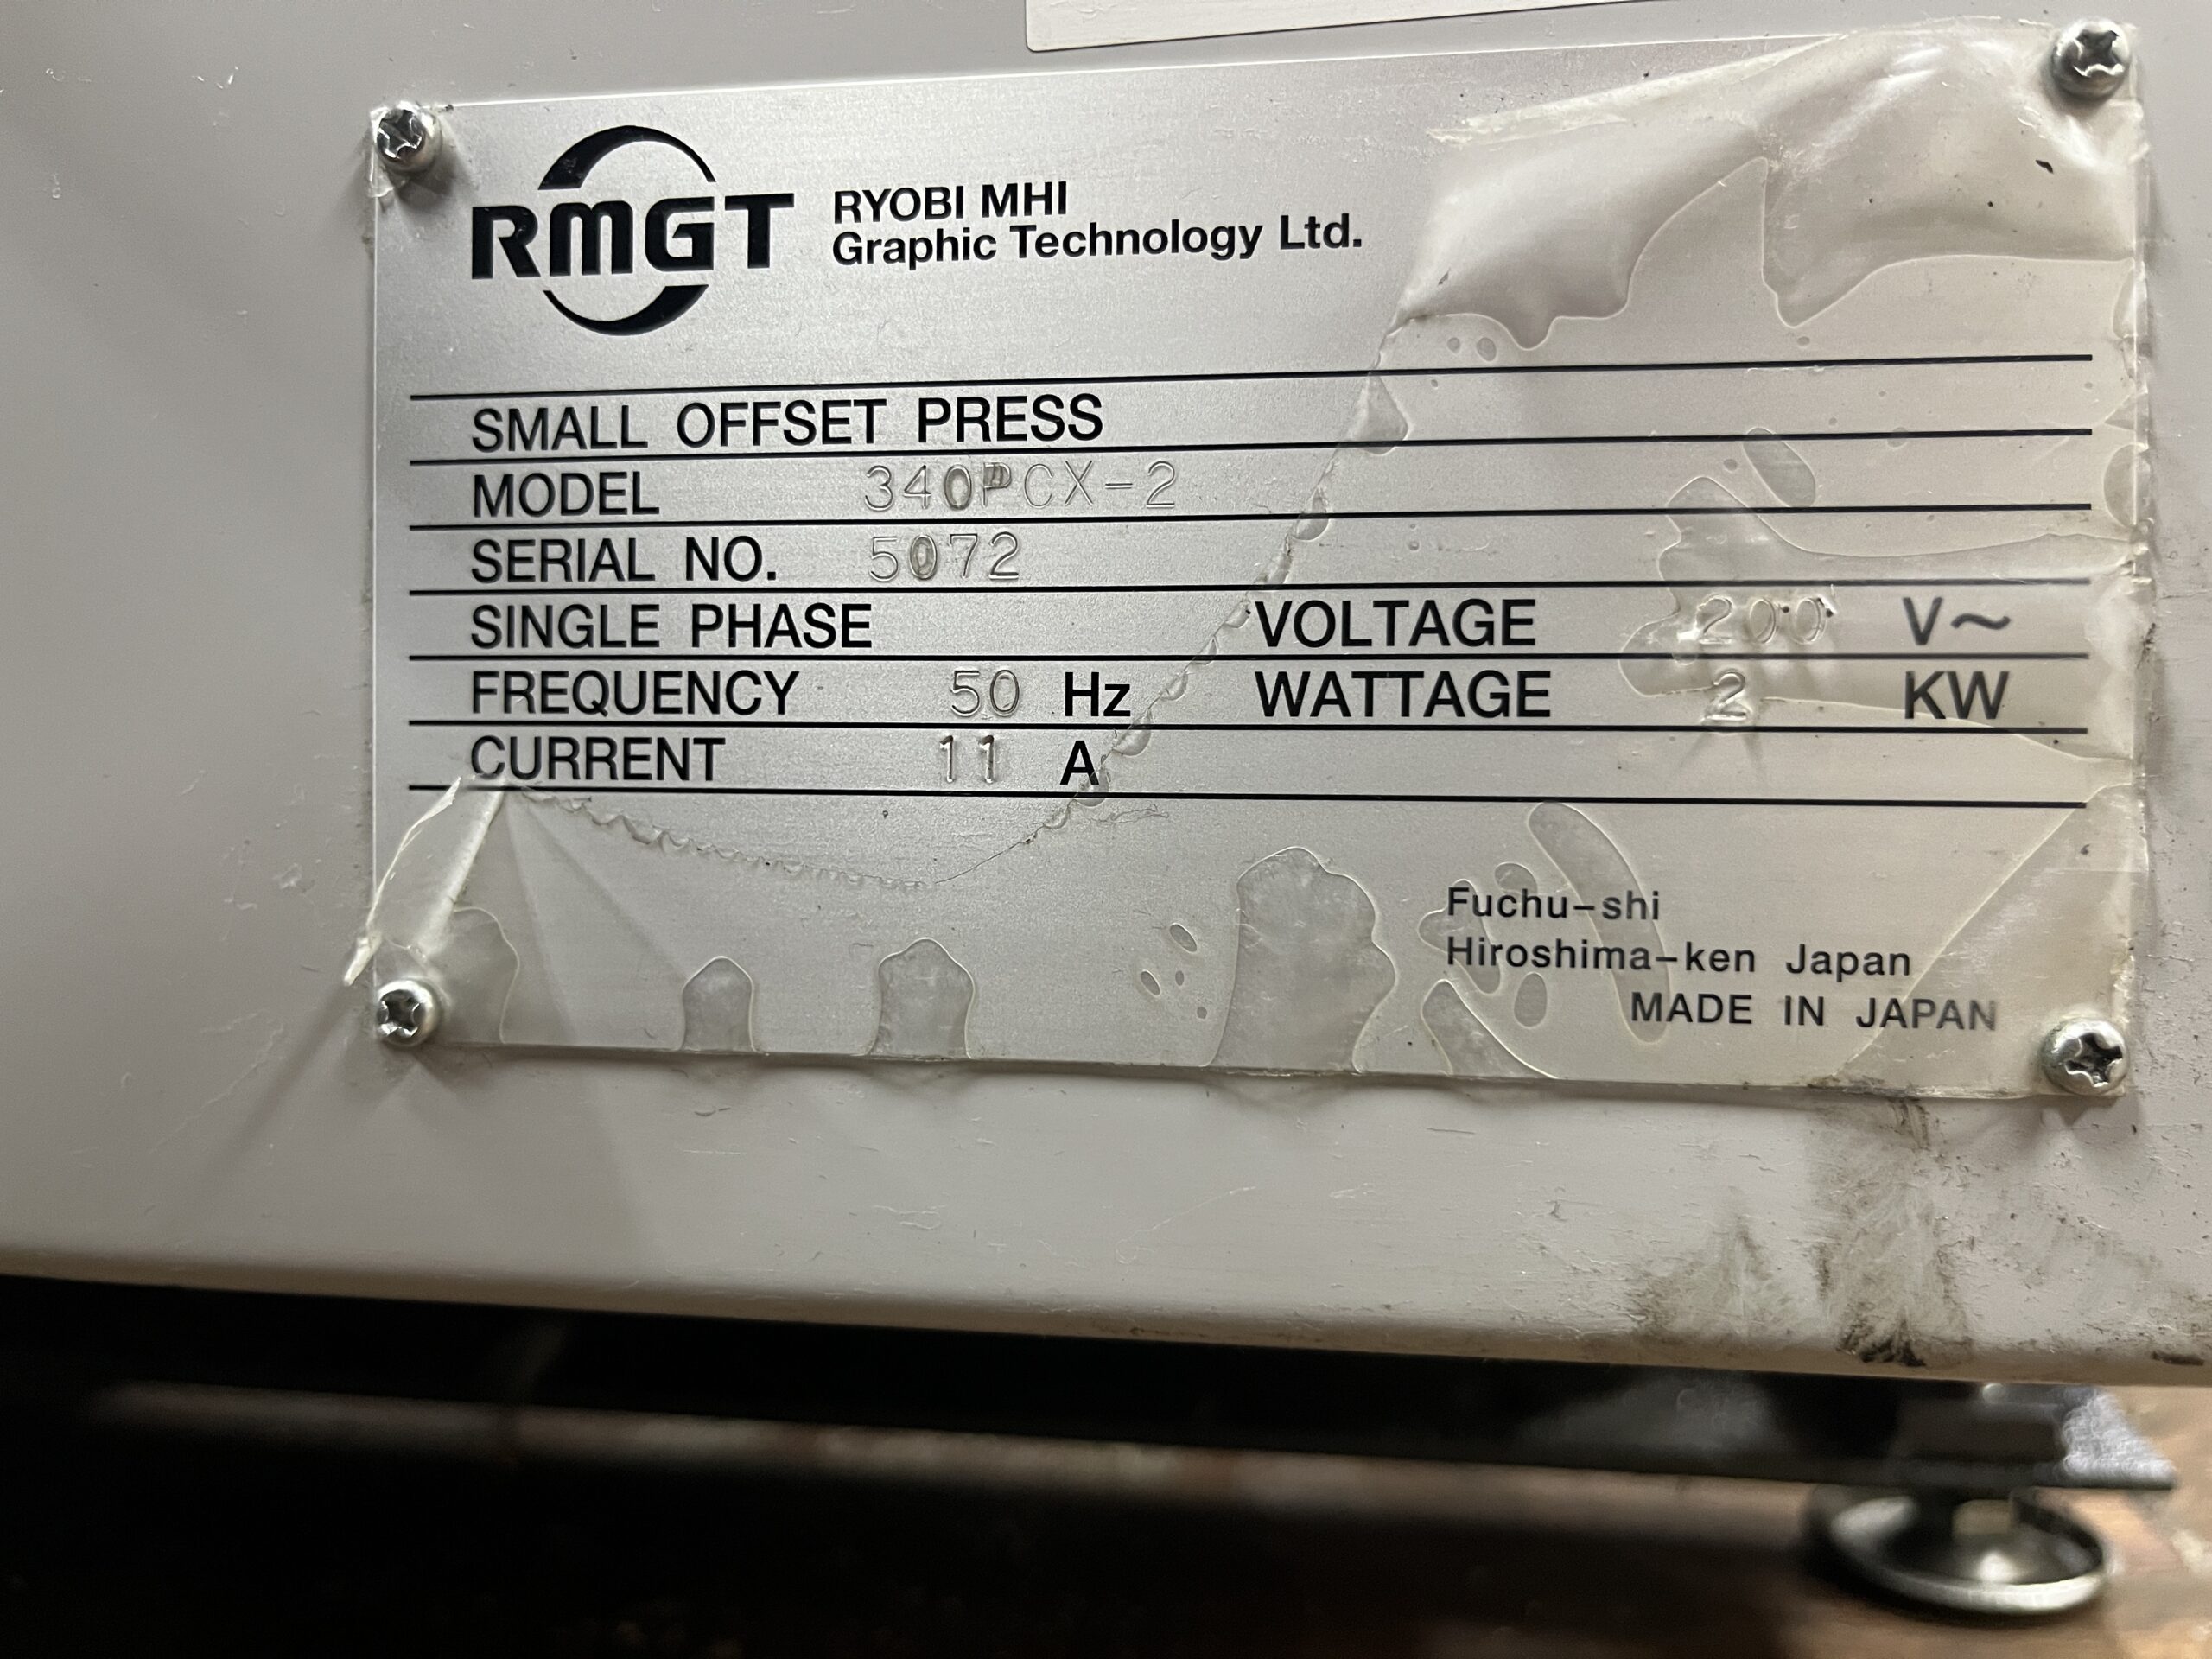 RMGT
RYOBI MHI
Graphic Technology Ltd.
SMALL OFFSET PRESS
MODEL 340PCX-2
SERIAL NO. 5072
SINGLE PHASE VOLTAGE 200 V~
FREQUENCY 50 Hz WATTAGE 2 KW
CURRENT 11 A
Fuchu-shi
Hiroshima-ken Japan
MADE IN JAPAN